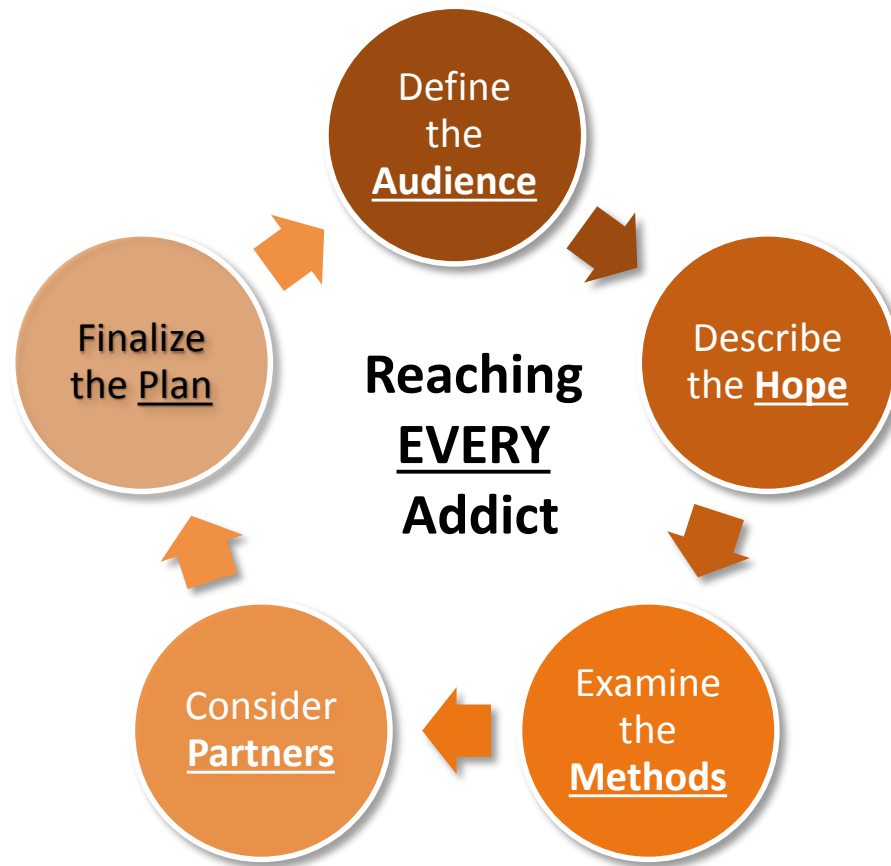 Define
the
Audience
Describe
the Hope
Examine
the
Methods
Consider
Partners
Finalize
the Plan
Reaching
EVERY
Addict